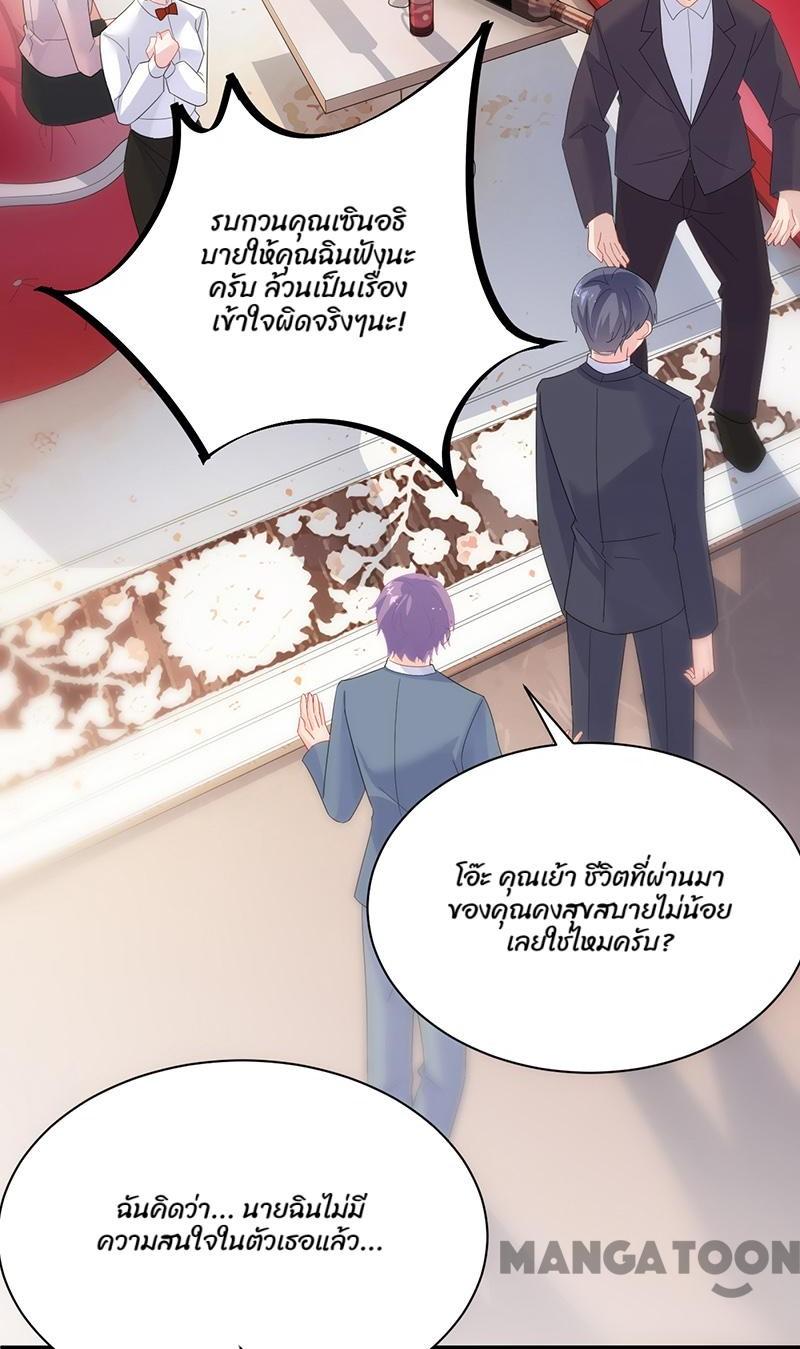 รบกวนคุณเซินอธิ
บายให้คุณฉินฟังนะ
ครับ ล้วนเป็นเรื่อง
เข้าใจผิดจริงๆนะ!
โอ๊ะ คุณเย้า ชีวิตที่ผ่านมา
ของคุณคงสุขสบายไม่น้อย
เลยใช่ไหมครับ?
ฉันคิดว่า... นายฉินไม่มี
ความสนใจในตัวเธอแล้ว...
MANGATOON